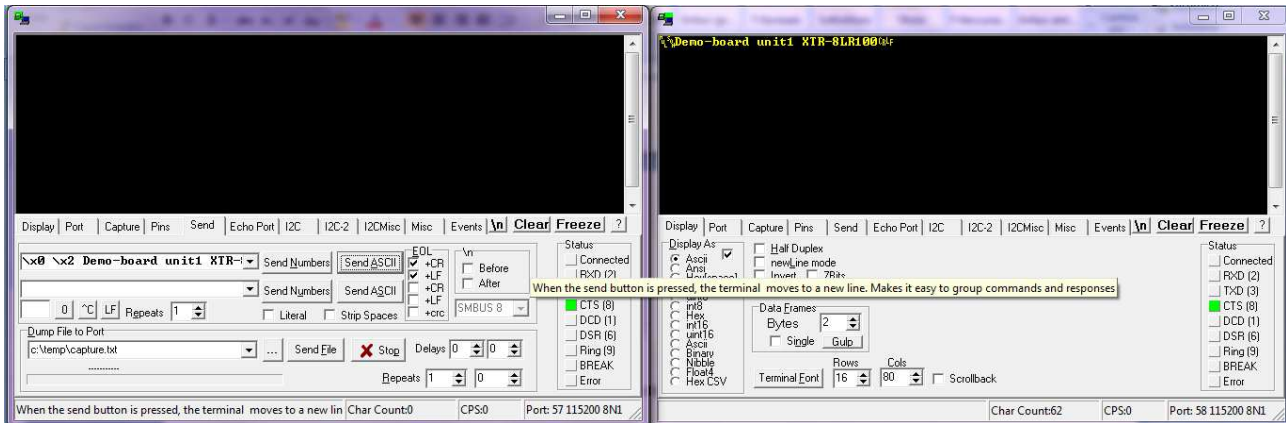 Demo-board unit1 XTR-8LR100
Display Port Capture Pins Send Echo Port I2C I2C-2 I2CMisc Misc Events \n Clear Freeze ?
\x0 \x2 Demo-board unit1 XTR-
Send Numbers
Send ASCII
EOL
+CR
+LF
\n
Before
After
Send Numbers
Send ASCII
+CR
+LF
+crc
0 ^C LF Repeats 1
Literal
Strip Spaces
SMBUS 8
Dump File to Port
c:\temp\capture.txt
...
Send File
Stop
Delays 0 0
Repeats 1 0
Status
Connected
RXD (2)
CTS (8)
DCD (1)
DSR (6)
Ring (9)
BREAK
Error
When the send button is pressed, the terminal moves to a new lin
Char Count:0
CPS:0
Port: 57 115200 8N1
When the send button is pressed, the terminal moves to a new line. Makes it easy to group commands and responses
Display Port Capture Pins Send Echo Port I2C I2C-2 I2CMisc Misc Events \n Clear Freeze ?
Display As
Ascii
Ansi
int8
Hex
int16
uint16
Ascii
Binary
Nibble
Float4
Hex CSV
Half Duplex
newLine mode
Invert
7Bits
Data Frames
Bytes 2
Single
Gulp
Terminal Font
Rows
16
Cols
80
Scrollback
Status
Connected
RXD (2)
TXD (3)
CTS (8)
DCD (1)
DSR (6)
Ring (9)
BREAK
Error
Char Count:62
CPS:0
Port: 58 115200 8N1